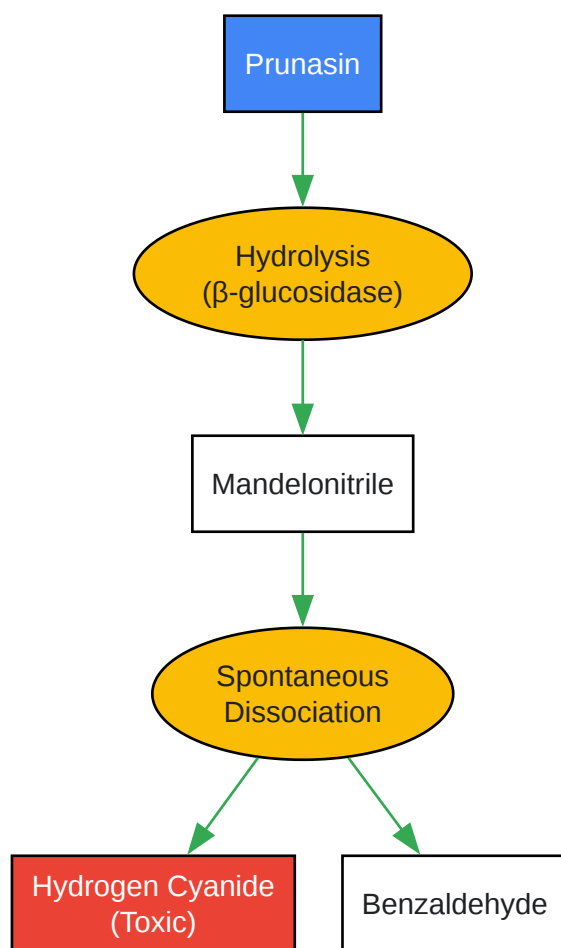 Prunasin
Hydrolysis
(β-glucosidase)
Mandelonitrile
Spontaneous
Dissociation
Hydrogen Cyanide
(Toxic)
Benzaldehyde